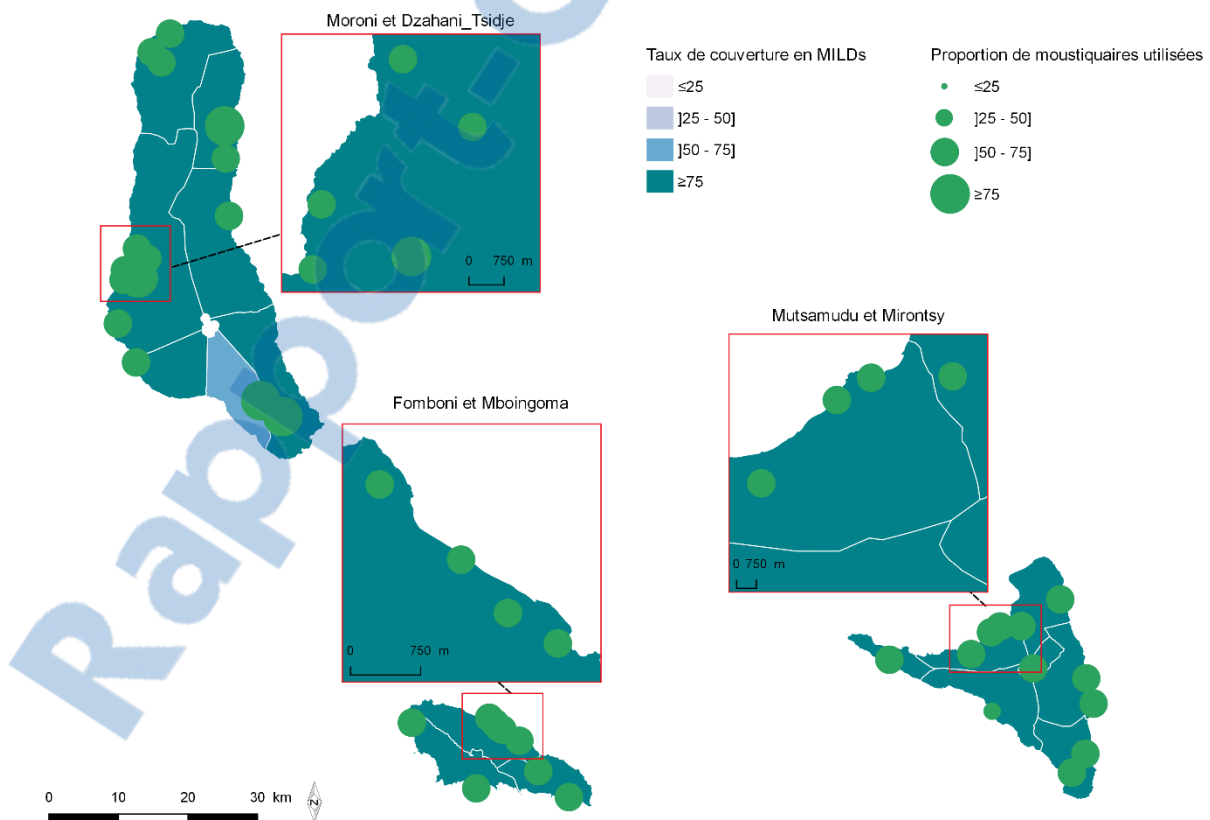 Moroni et Dzahani_Tsidje
0 750 m
Taux de couverture en MILDs
≤25
]25 - 50]
]50 - 75]
≥75
Proportion de moustiquaires utilisées
≤25
]25 - 50]
]50 - 75]
≥75
Mutsamudu et Mirontsy
0 750 m
Fomboni et Mboingoma
0 750 m
0 10 20 30 km
N